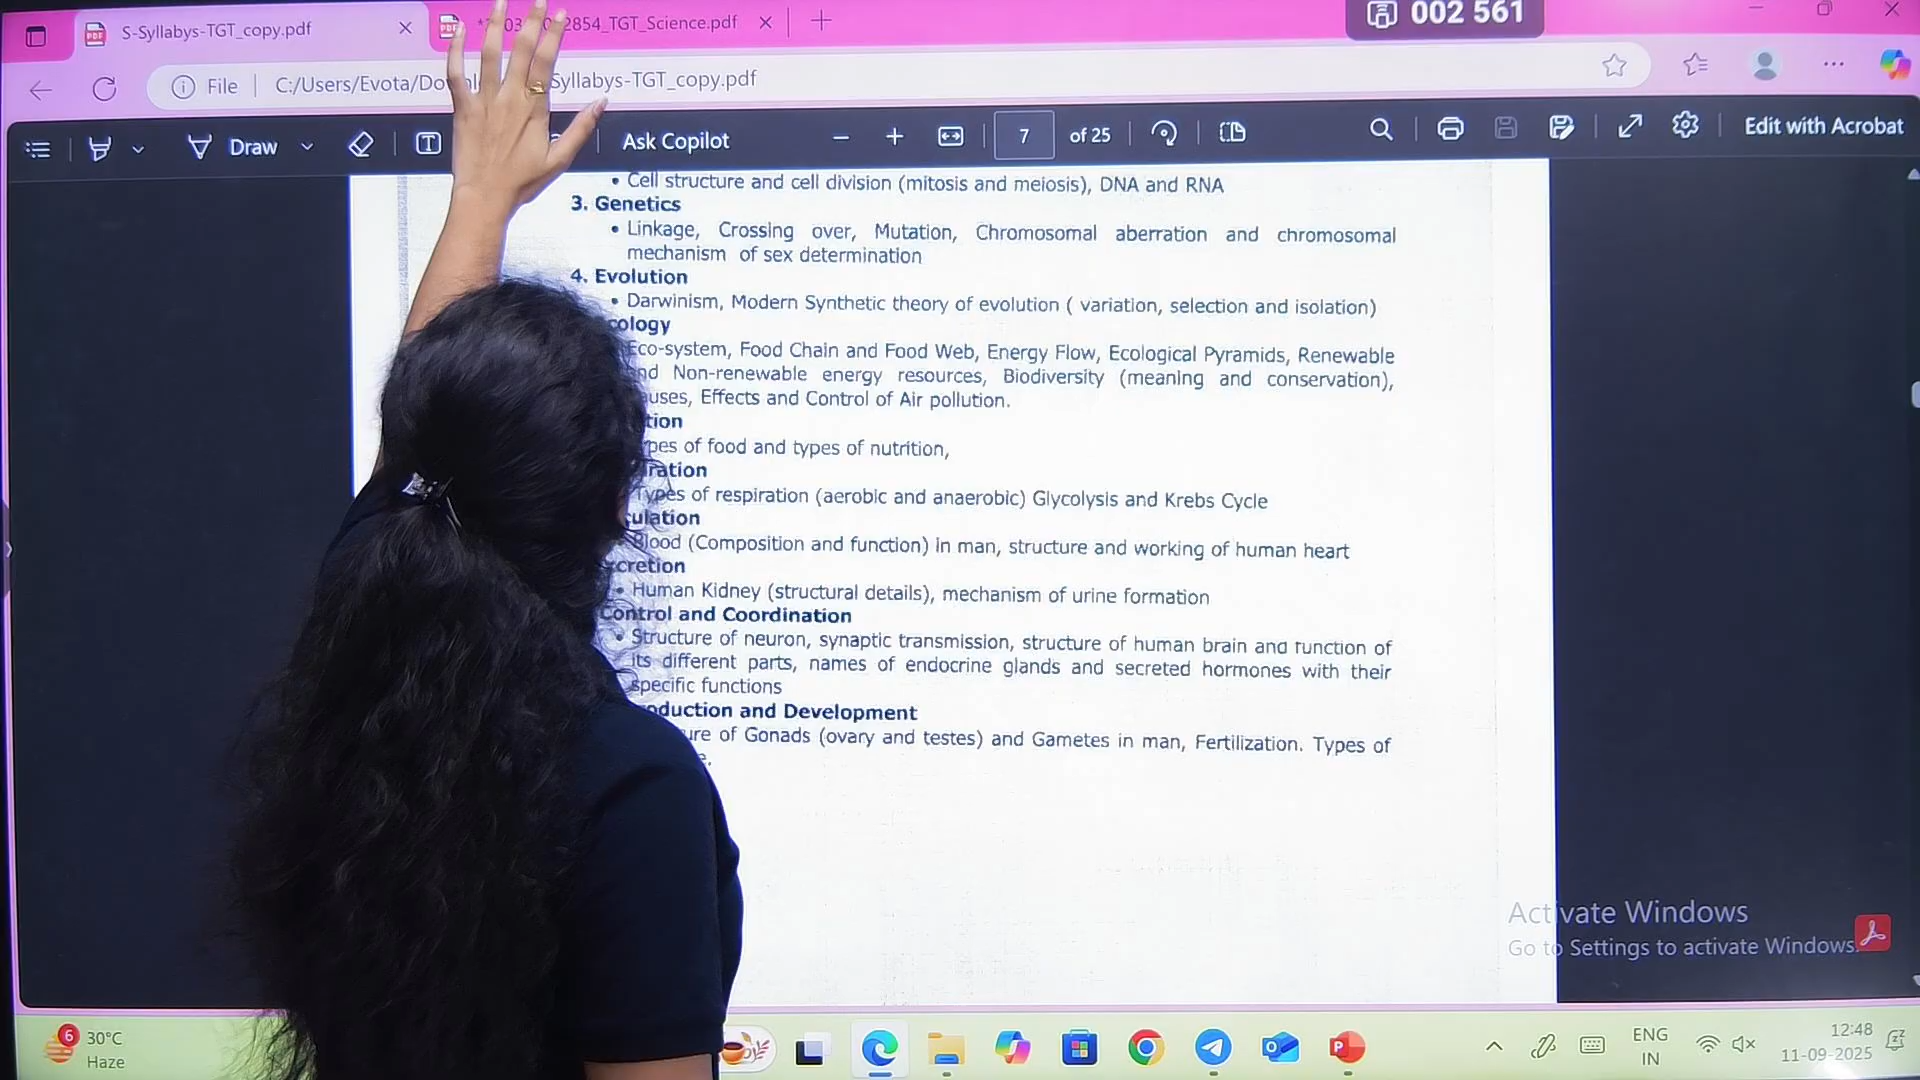 S-Syllabys-TGT_copy.pdf
2854_TGT_Science.pdf
002 561
File
C:/Users/Evota/Do
Syllabys-TGT_copy.pdf
Draw
Ask Copilot
7 of 25
Edit with Acrobat
• Cell structure and cell division (mitosis and meiosis), DNA and RNA
3. Genetics
• Linkage, Crossing over, Mutation, Chromosomal aberration and chromosomal
mechanism of sex determination
4. Evolution
• Darwinism, Modern Synthetic theory of evolution ( variation, selection and isolation)
cology
Eco-system, Food Chain and Food Web, Energy Flow, Ecological Pyramids, Renewable
nd Non-renewable energy resources, Biodiversity (meaning and conservation),
auses, Effects and Control of Air pollution.
tion
pes of food and types of nutrition,
ration
Types of respiration (aerobic and anaerobic) Glycolysis and Krebs Cycle
ulation
Blood (Composition and function) in man, structure and working of human heart
cretion
• Human Kidney (structural details), mechanism of urine formation
Control and Coordination
• Structure of neuron, synaptic transmission, structure of human brain and function of
its different parts, names of endocrine glands and secreted hormones with their
specific functions
oduction and Development
ure of Gonads (ovary and testes) and Gametes in man, Fertilization. Types of
e.
Activate Windows
Go to Settings to activate Windows.
6
30°C
Haze
ENG
IN
12:48
11-09-2025